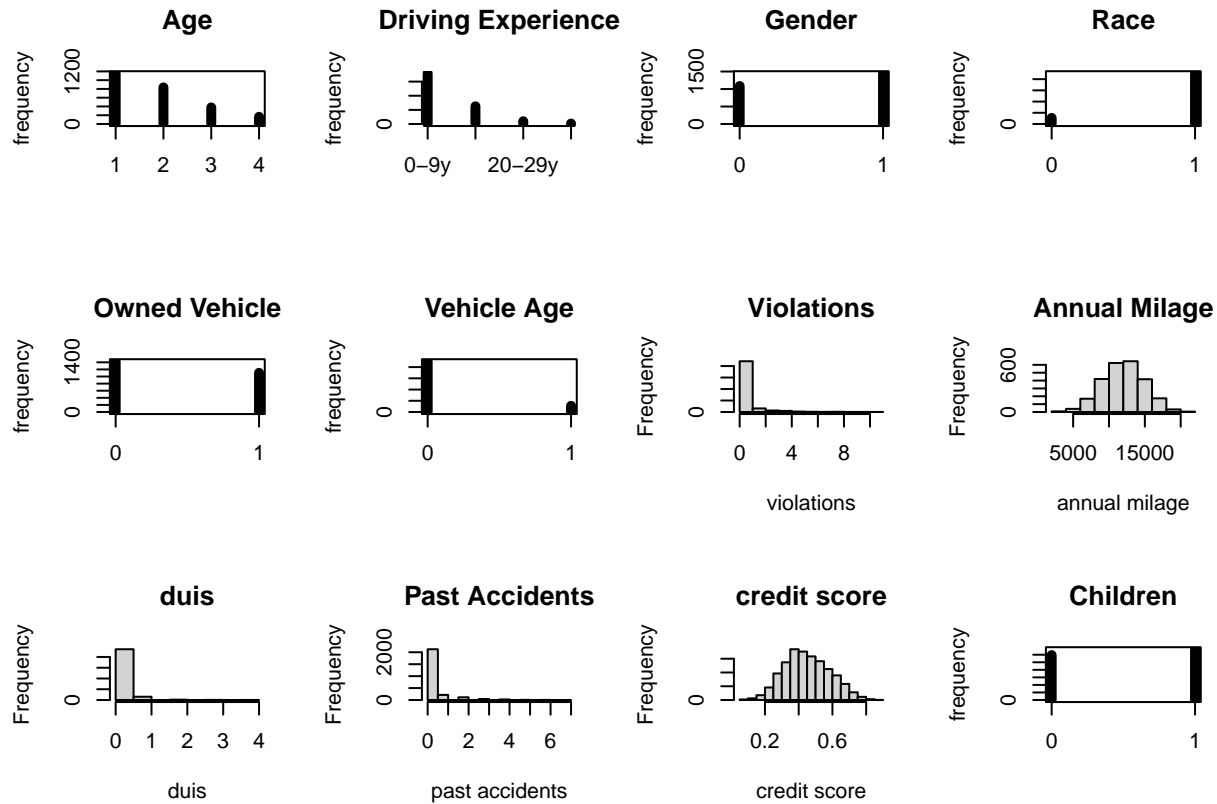 Age
frequency
1200
0
1 2 3 4
Driving Experience
frequency
0
0−9y 20−29y
Gender
frequency
1500
0
0 1
Race
frequency
0
0 1
Owned Vehicle
frequency
1400
0
0 1
Vehicle Age
frequency
0
0 1
Violations
Frequency
0
0 4 8
violations
Annual Milage
Frequency
600
0
5000 15000
annual milage
duis
Frequency
0
0 1 2 3 4
duis
Past Accidents
Frequency
2000
0
0 2 4 6
past accidents
credit score
Frequency
0
0.2 0.6
credit score
Children
frequency
0
0 1